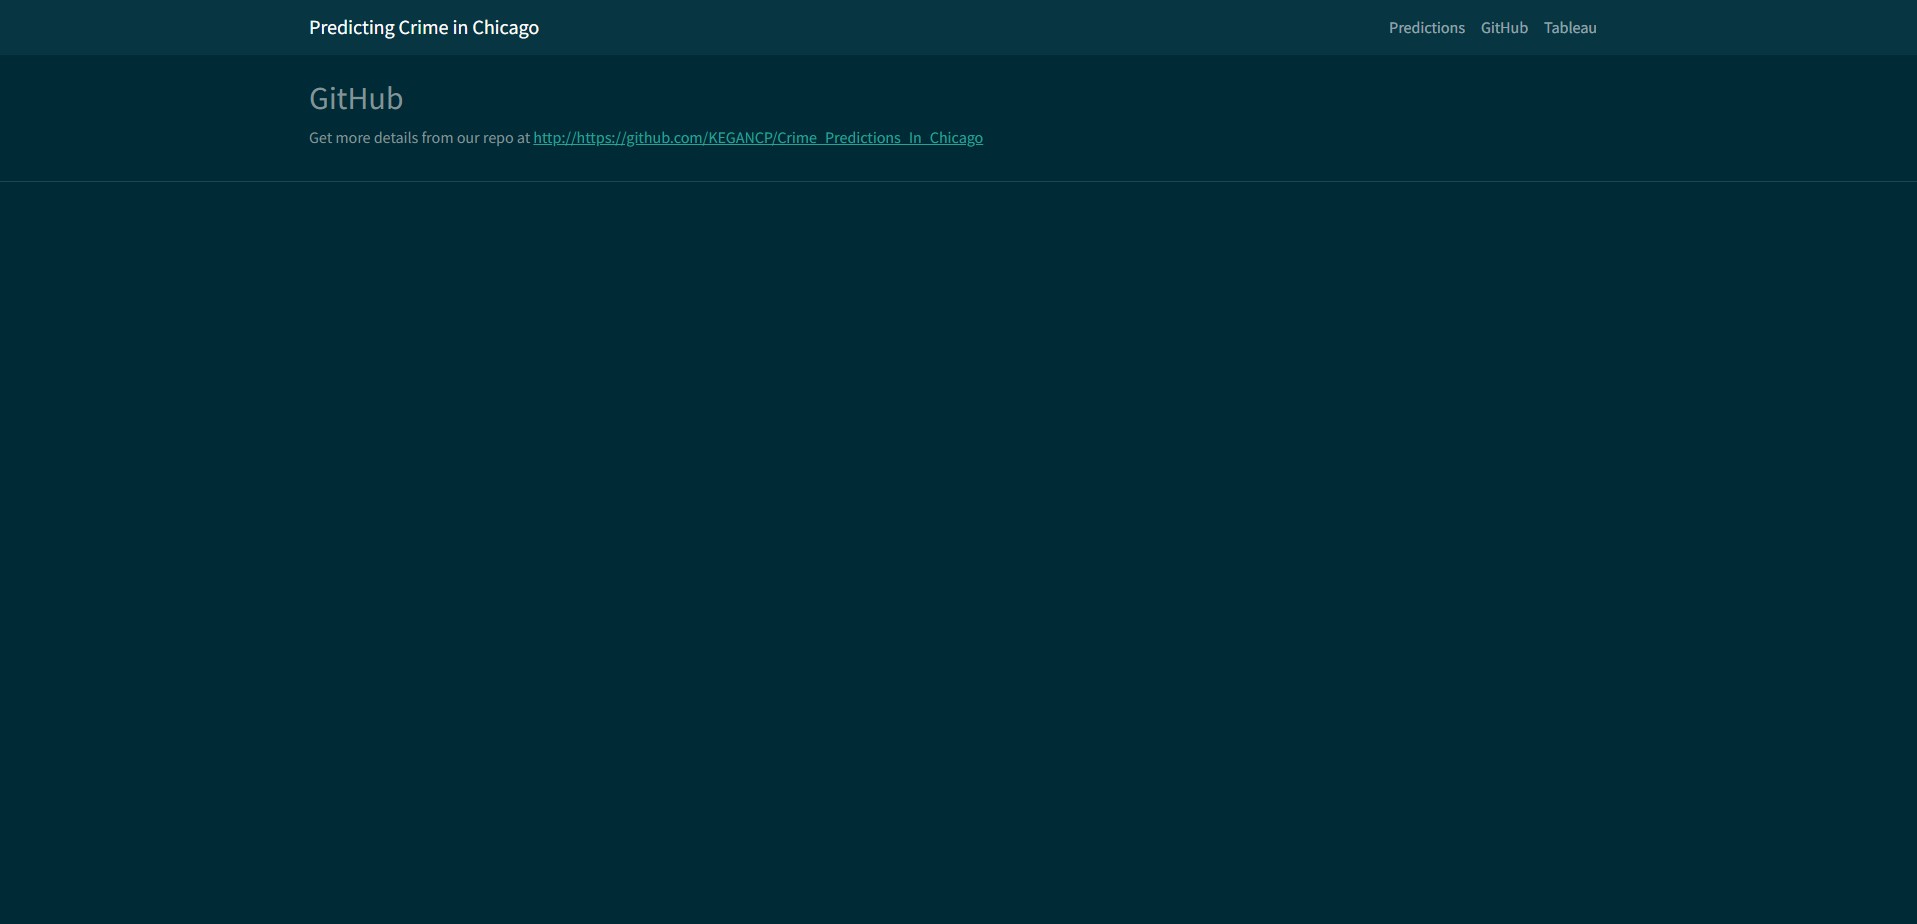 Predicting Crime in Chicago
Predictions GitHub Tableau
GitHub
Get more details from our repo at http://https://github.com/KEGANCP/Crime_Predictions_In_Chicago